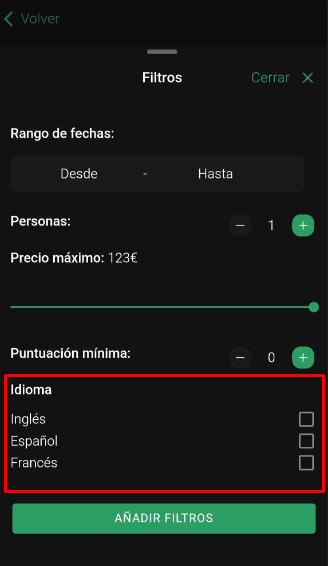 Volver
Filtros Cerrar
Rango de fechas:
Desde - Hasta
Personas: 1
Precio máximo: 123€
Puntuación mínima: 0
Idioma
Inglés
Español
Francés
AÑADIR FILTROS